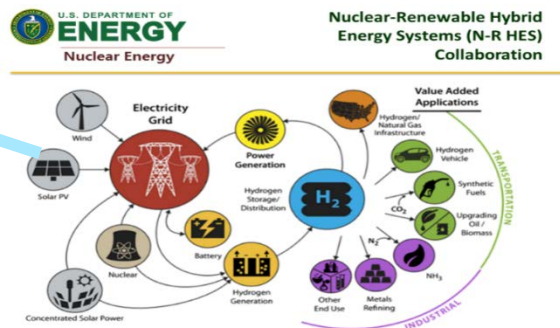 U.S. DEPARTMENT OF
ENERGY
Nuclear Energy
Nuclear-Renewable Hybrid
Energy Systems (N-R HES)
Collaboration
Electricity
Grid
Wind
Solar PV
Nuclear
Concentrated Solar Power
Battery
Power
Generation
Hydrogen
Storage/
Distribution
H2
Hydrogen
Generation
Value Added
Applications
Hydrogen/
Natural Gas
Infrastructure
Hydrogen
Vehicle
Synthetic
Fuels
CO2
Upgrading
Oil /
Biomass
N2
NH3
Metals
Refining
Other
End Use
TRANSPORTATION
INDUSTRIAL